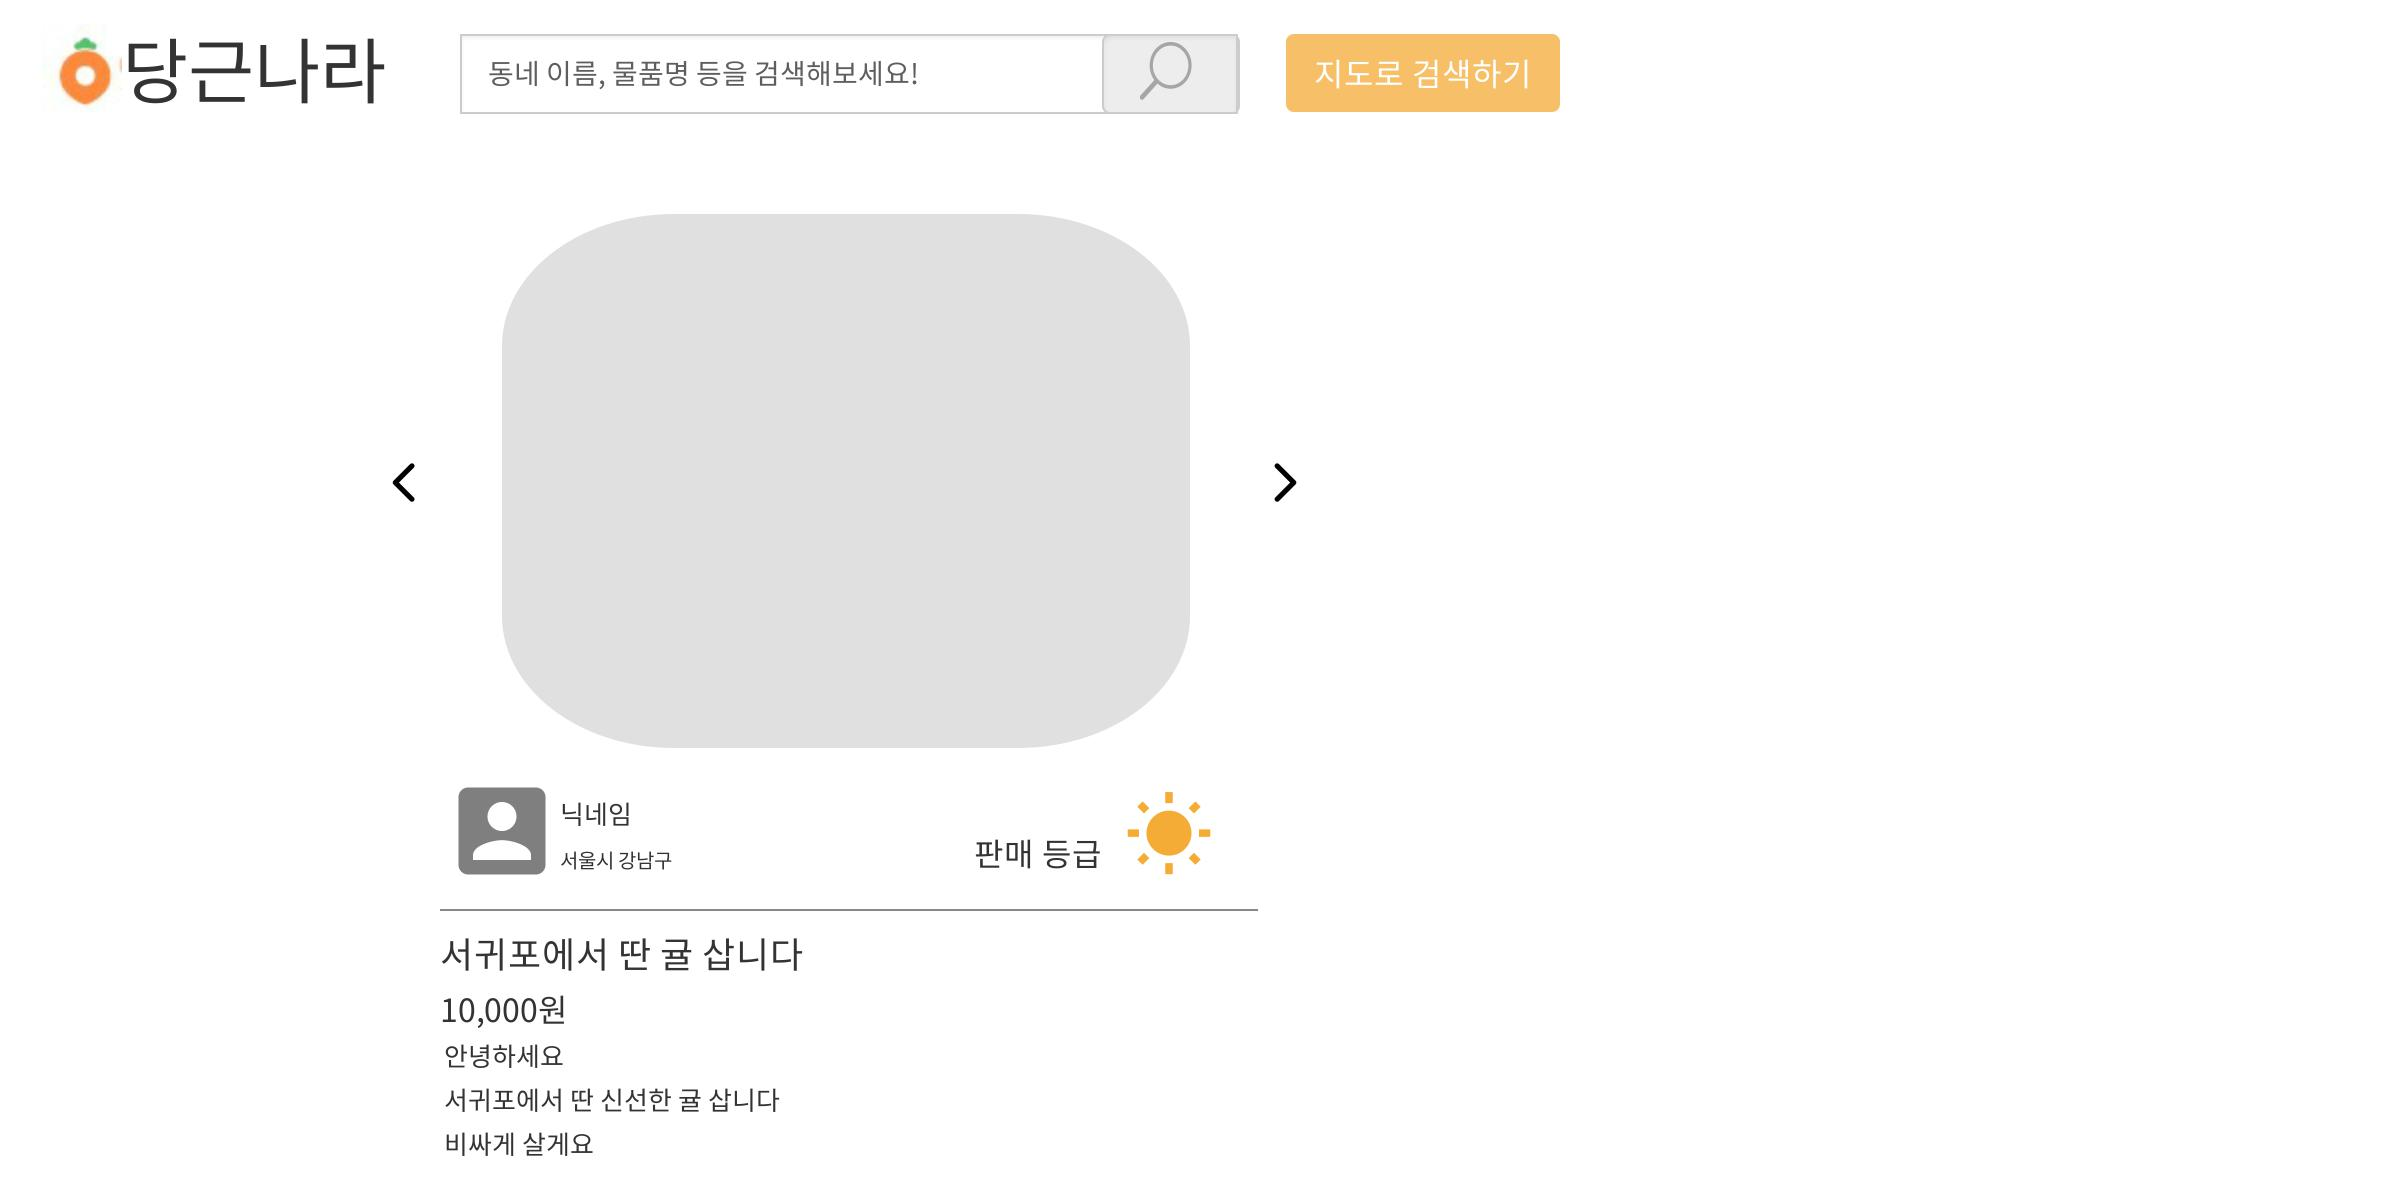 당근나라
동네 이름, 물품명 등을 검색해보세요!
지도로 검색하기
닉네임
서울시 강남구
판매 등급
서귀포에서 딴 귤 삽니다
10,000원
안녕하세요
서귀포에서 딴 신선한 귤 삽니다
비싸게 살게요